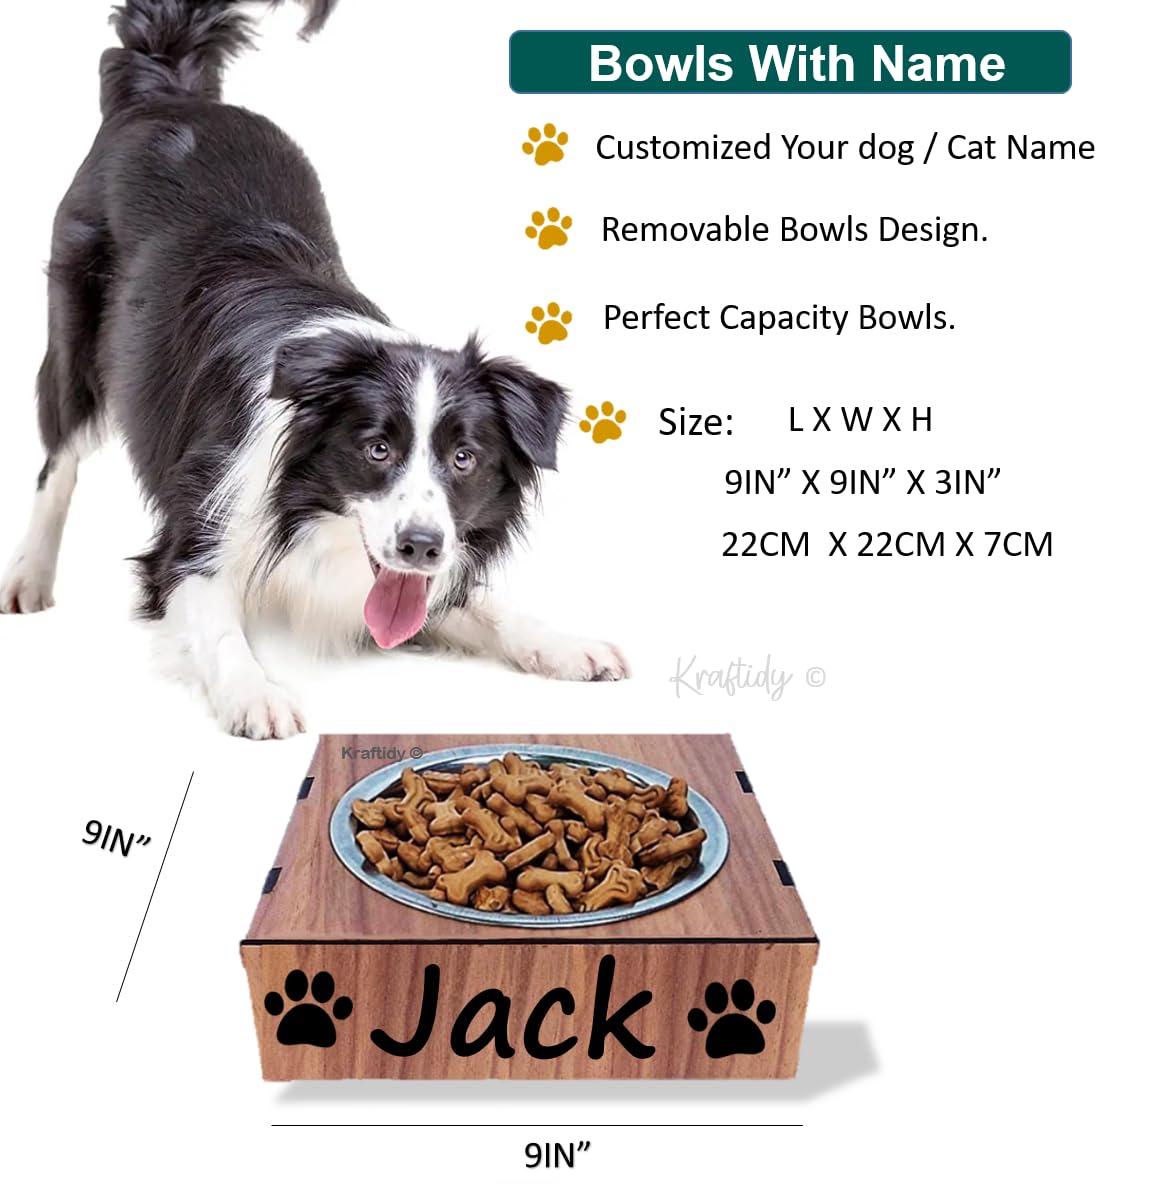 Bowls With Name
Customized Your dog / Cat Name
Removable Bowls Design.
Perfect Capacity Bowls.
Size: L X W X H
9IN” X 9IN” X 3IN”
22CM X 22CM X 7CM
Kraftidy ©
Kraftidy ©
9IN”
Jack
9IN”